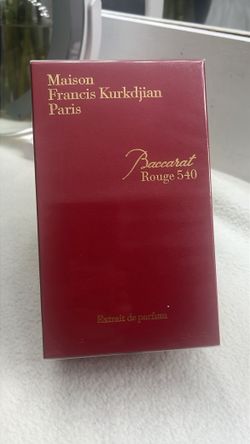 Maison
Francis Kurkdjian
Paris
Baccarat
Rouge 540
Extrait de parfum